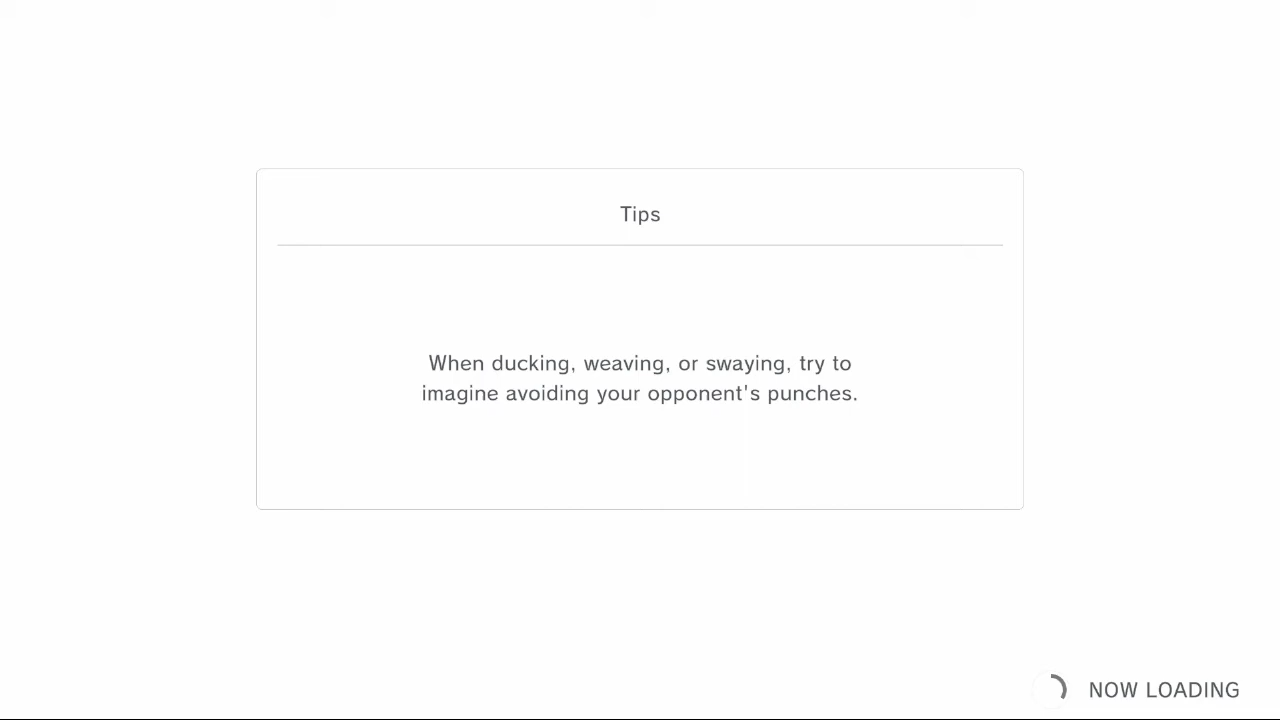 Tips
When ducking, weaving, or swaying, try to
imagine avoiding your opponent's punches.
NOW LOADING